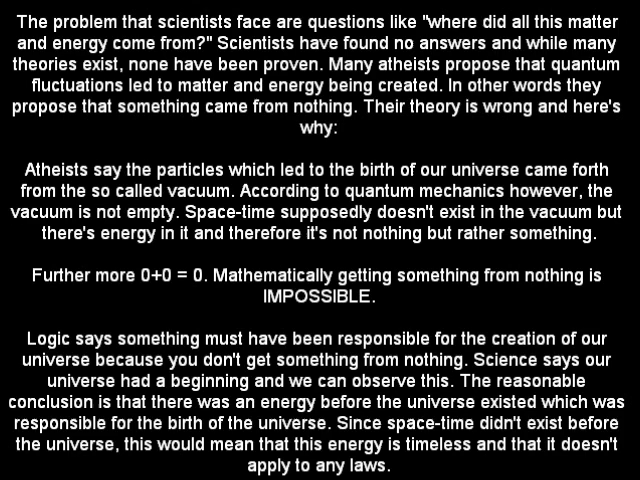 The problem that scientists face are questions like "where did all this matter
and energy come from?" Scientists have found no answers and while many
theories exist, none have been proven. Many atheists propose that quantum
fluctuations led to matter and energy being created. In other words they
propose that something came from nothing. Their theory is wrong and here's
why:
Atheists say the particles which led to the birth of our universe came forth
from the so called vacuum. According to quantum mechanics however, the
vacuum is not empty. Space-time supposedly doesn't exist in the vacuum but
there's energy in it and therefore it's not nothing but rather something.
Further more 0+0 = 0. Mathematically getting something from nothing is
IMPOSSIBLE.
Logic says something must have been responsible for the creation of our
universe because you don't get something from nothing. Science says our
universe had a beginning and we can observe this. The reasonable
conclusion is that there was an energy before the universe existed which was
responsible for the birth of the universe. Since space-time didn't exist before
the universe, this would mean that this energy is timeless and that it doesn't
apply to any laws.